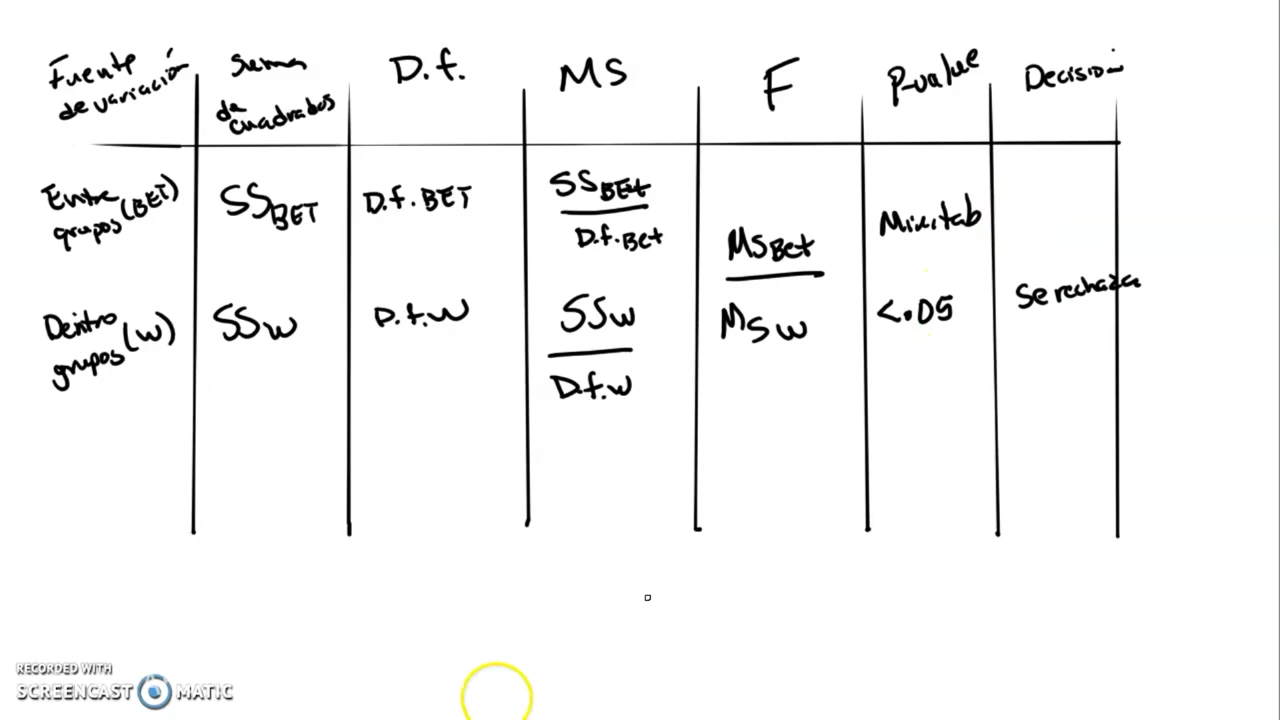 Fuente de variación
Suma de cuadrados
D.f.
MS
F
P-value
Decisión
Entre grupos (BET)
SSBET
D.f. BET
SSBet
D.f. Bet
MSBet
MSW
Minitab
<.05
Se rechaza
Dentro grupos (W)
SSW
D.f.W
SSW
D.f.W
RECORDED WITH
SCREENCAST MATIC